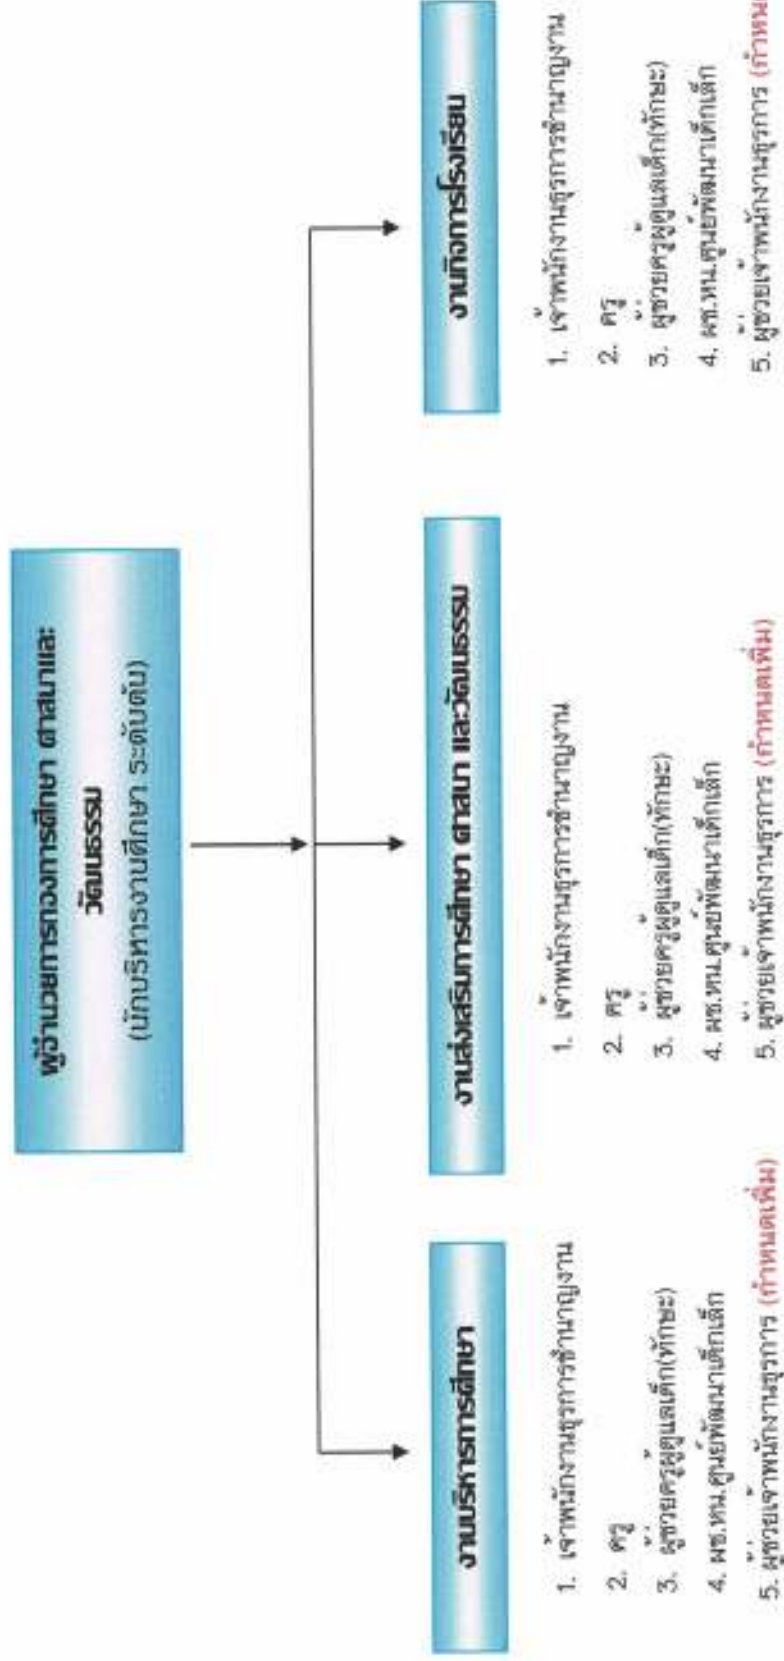 ผู้อำนวยการกองการศึกษา ศาสนาและ
วัฒนธรรม
(นักบริหารงานศึกษา ระดับต้น)
งานบริหารการศึกษา
1. เจ้าพนักงานธุรการชำนาญงาน
2. ครู
3. ผู้ช่วยครูผู้ดูแลเด็ก(ทักษะ)
4. ผช.หน.ศูนย์พัฒนาเด็กเล็ก
5. ผู้ช่วยเจ้าพนักงานธุรการ (กำหนดเพิ่ม)
งานส่งเสริมการศึกษา ศาสนา และวัฒนธรรม
1. เจ้าพนักงานธุรการชำนาญงาน
2. ครู
3. ผู้ช่วยครูผู้ดูแลเด็ก(ทักษะ)
4. ผช.หน.ศูนย์พัฒนาเด็กเล็ก
5. ผู้ช่วยเจ้าพนักงานธุรการ (กำหนดเพิ่ม)
งานกิจการโรงเรียน
1. เจ้าพนักงานธุรการชำนาญงาน
2. ครู
3. ผู้ช่วยครูผู้ดูแลเด็ก(ทักษะ)
4. ผช.หน.ศูนย์พัฒนาเด็กเล็ก
5. ผู้ช่วยเจ้าพนักงานธุรการ (กำหน